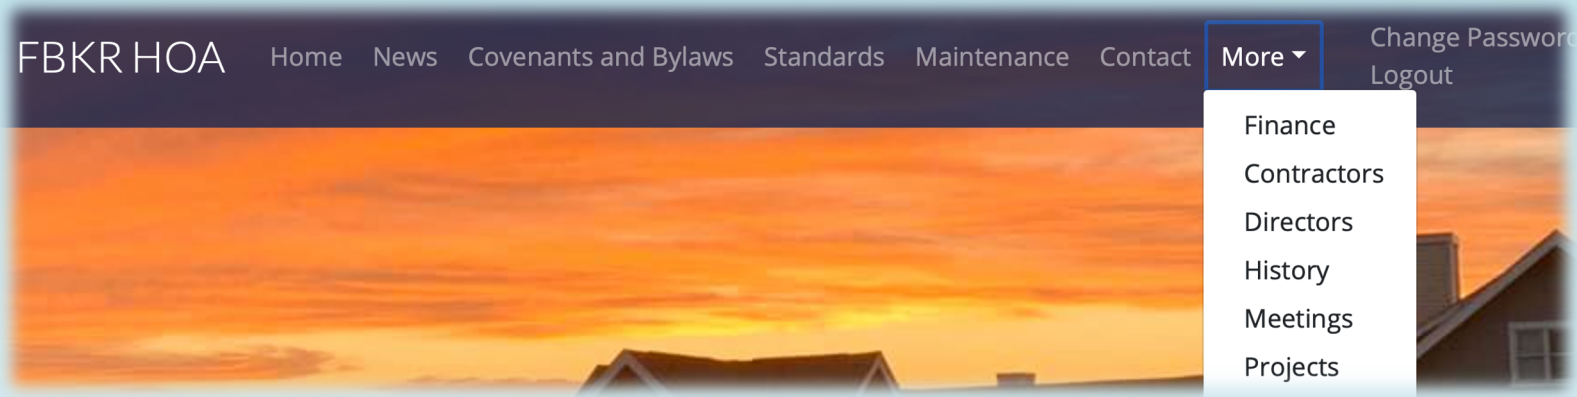 FBKR HOA Home News Covenants and Bylaws Standards Maintenance Contact More
Change Password
Logout
Finance
Contractors
Directors
History
Meetings
Projects